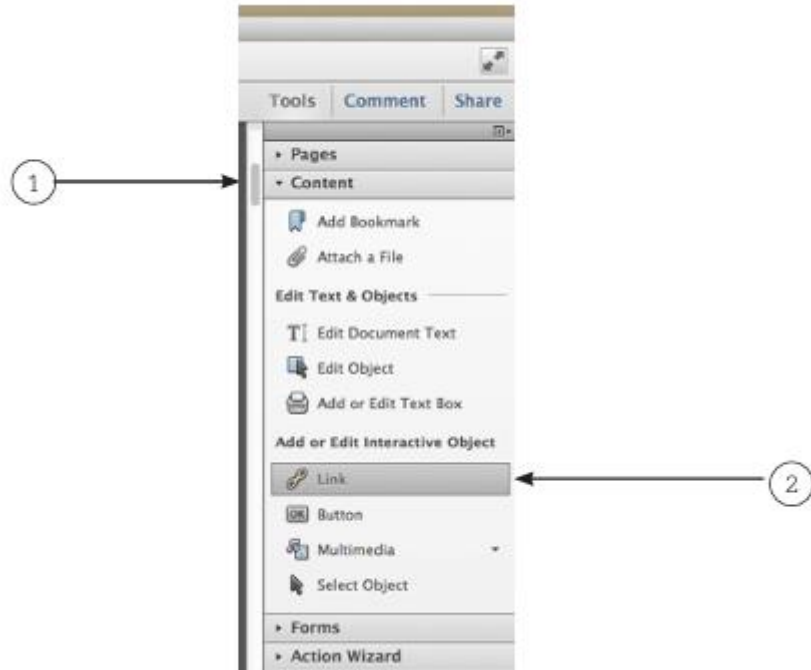 Tools Comment Share
Pages
1
Content
Add Bookmark
Attach a File
Edit Text & Objects
T Edit Document Text
Edit Object
Add or Edit Text Box
Add or Edit Interactive Object
Link
2
OK Button
Multimedia
Select Object
Forms
Action Wizard